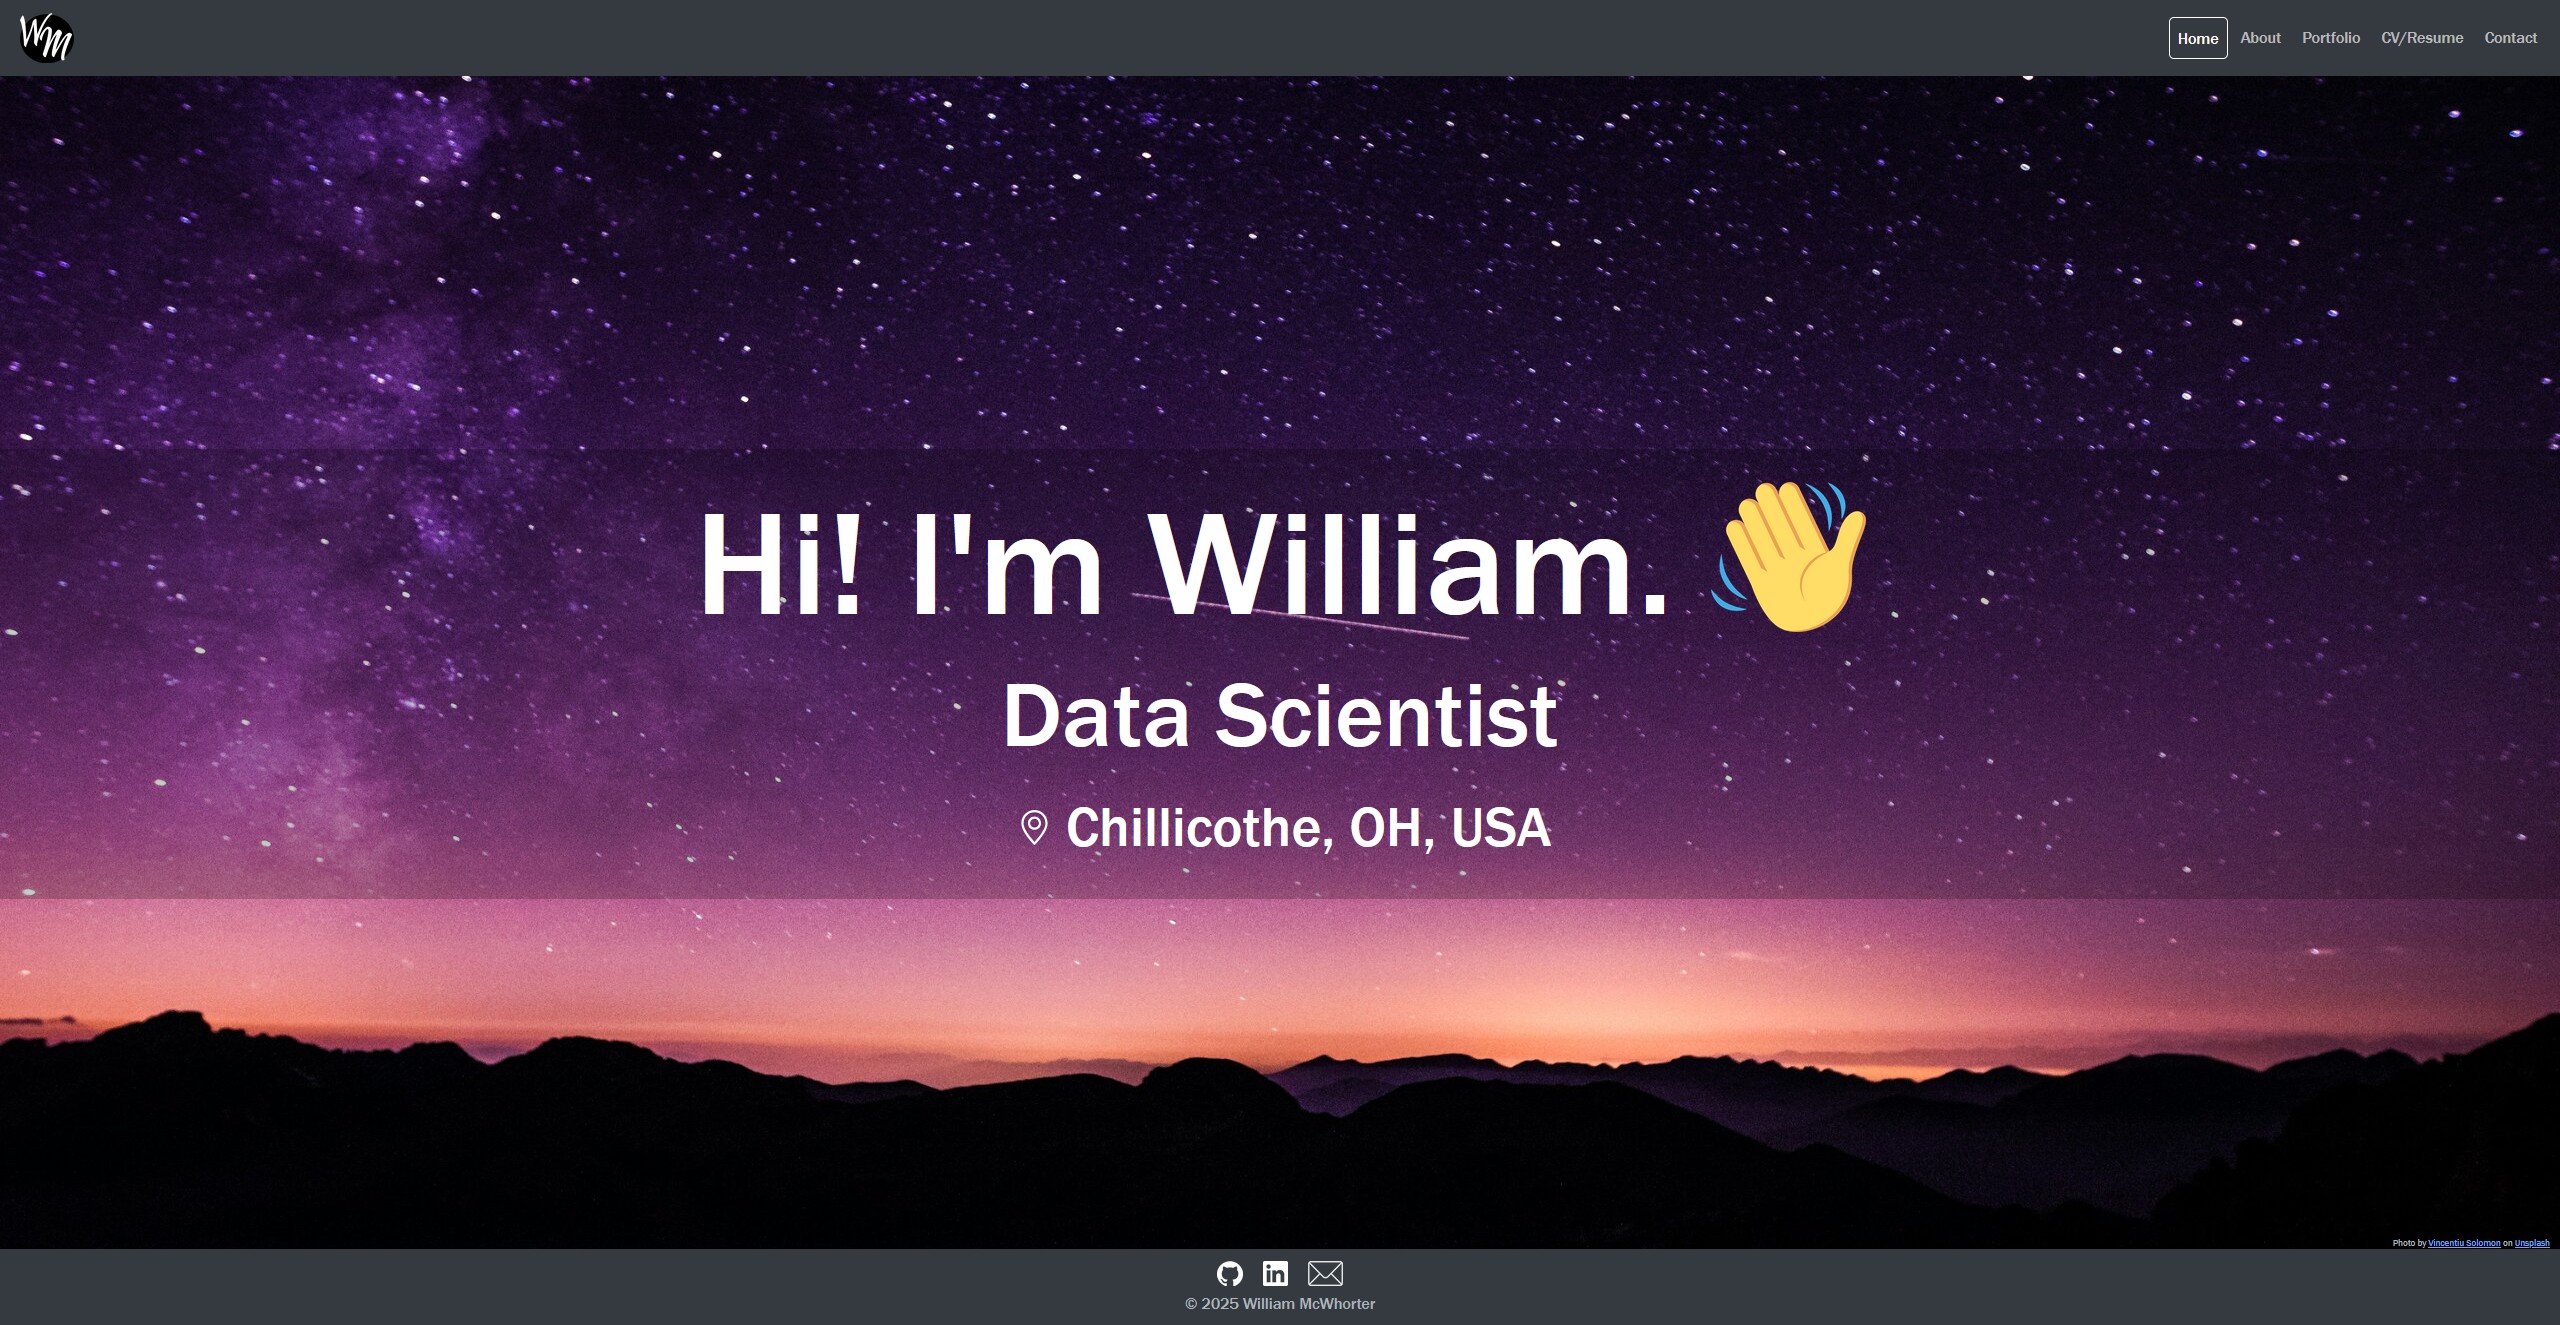 WM
Home About Portfolio CV/Resume Contact
Hi! I'm William. 👋
Data Scientist
Chillicothe, OH, USA
Photo by Vincentiu Solomon on Unsplash
in
© 2025 William McWhorter